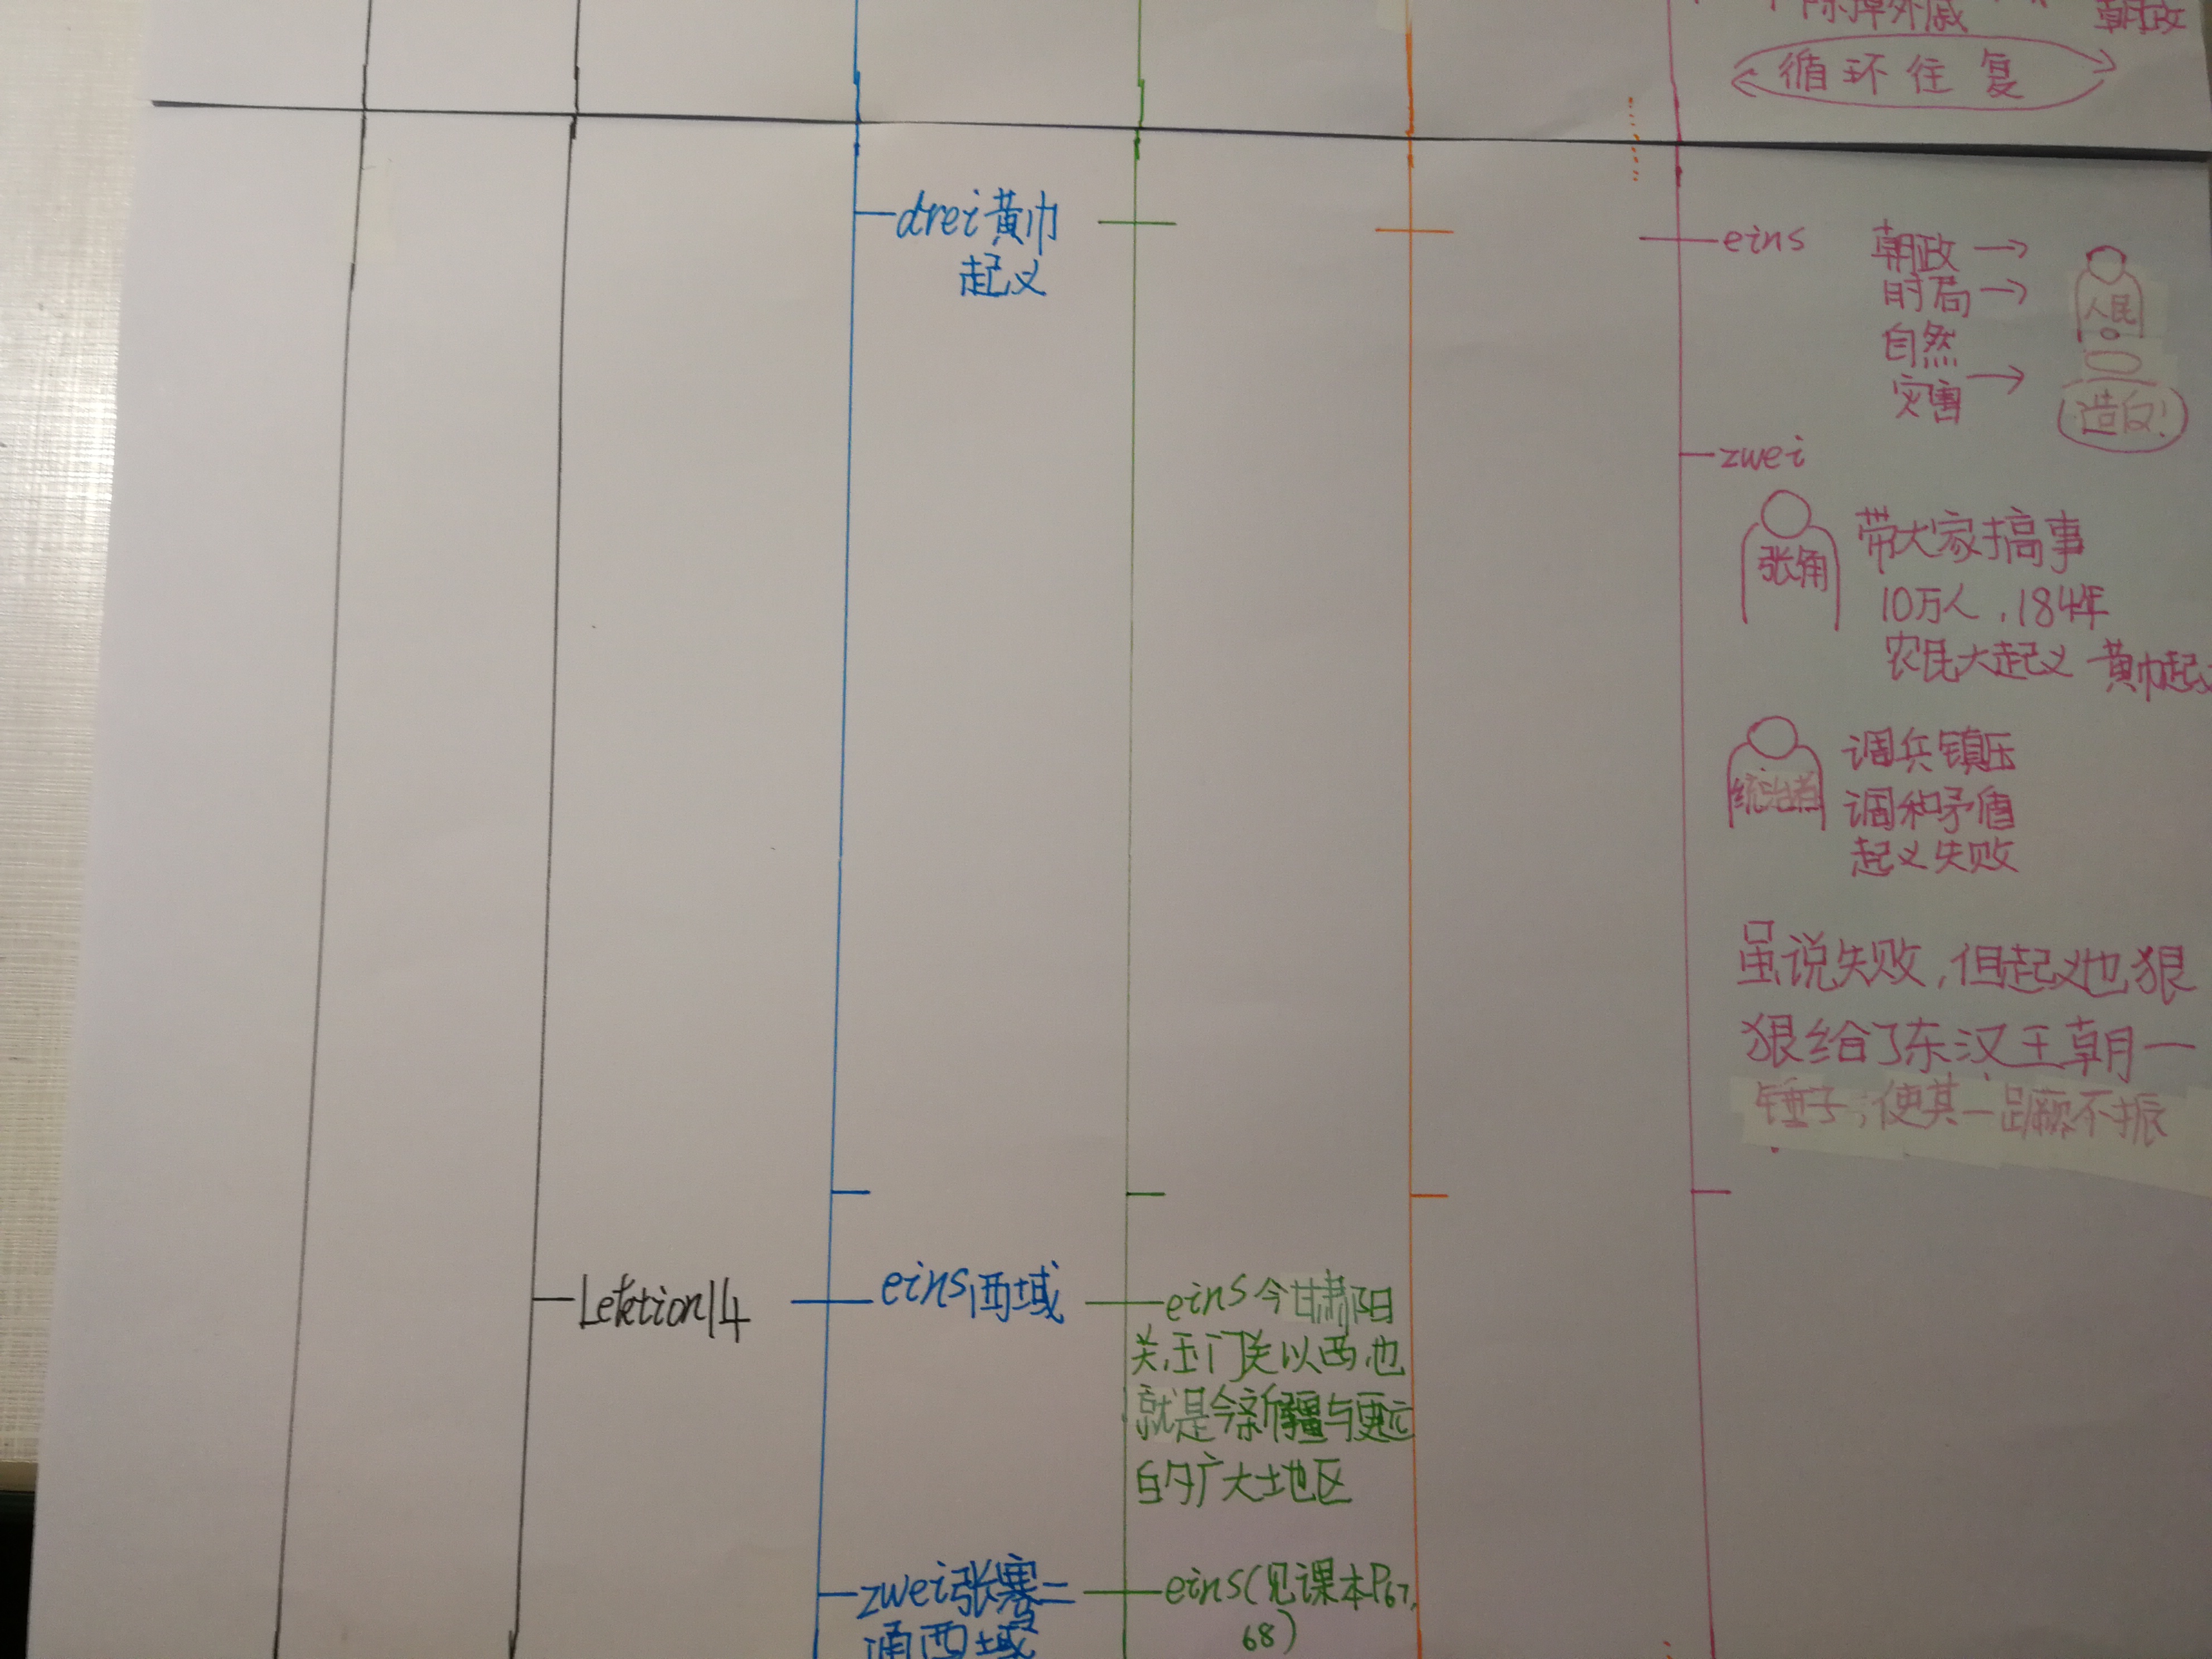 除掉外戚
朝政
循环往复
drei黄巾
起义
eins
朝政→
时局→
自然
灾害→
人民
造反!
zwei
张角
带大家搞事
10万人,184年
农民大起义 黄巾起义
统治者
调兵镇压
调和矛盾
起义失败
虽说失败,但起义也狠
狠给了东汉王朝一
锤子,使其一蹶不振
Lektion14
eins西域
eins今甘肃阳
关,玉门关以西,也
就是今新疆与更远
的广大地区
zwei张骞二
通西域
eins(见课本P67,
68)